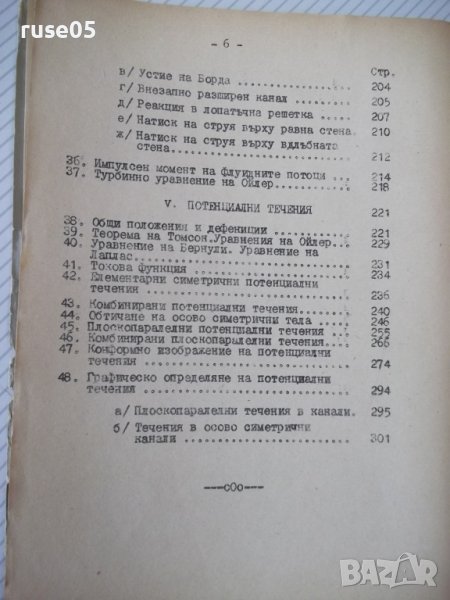 ruse05
- 6 -
Стр.
в/ Устие на Борда ................ 204
г/ Внезапно разширен канал ....... 205
д/ Реакция в лопатъчна решетка ... 207
е/ Натиск на струя върху равна стена. 210
ж/ Натиск на струя върху вдлъбната
стена........................... 212
36. Импулсен момент на флуидните потоци ... 214
37. Турбинно уравнение на Ойлер............ 218
V. ПОТЕНЦИАЛНИ ТЕЧЕНИЯ 221
38. Общи положения и дефениции ............ 221
39. Теорема на Томсон.Уравнения на Ойлер... 229
40. Уравнение на Бернули. Уравнение на
Лаплас................................. 231
41. Токова функция ........................ 234
42. Елементарни симетрични потенциални
течения ............................... 236
43. Комбинирани потенциални течения........ 240
44. Обтичане на осово симетрични тела ..... 246
45. Плоскопаралелни потенциални течения ... 255
46. Комбинирани плоскопаралелни течения.... 266
47. Конформно изображение на потенциални
течения ............................... 274
48. Графическо определяне на потенциални
течения ............................... 294
а/ Плоскопаралелни течения в канали. 295
б/ Течения в осово симетрични
канали .......................... 301
---оОо---
BAZAR
bazar.bg